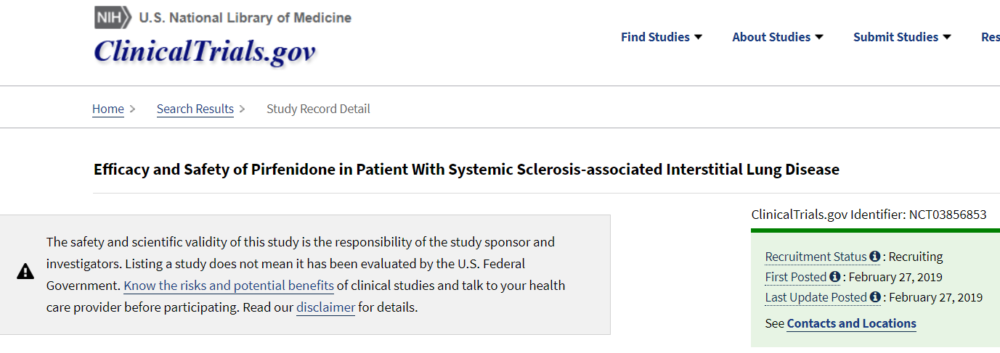 NIH U.S. National Library of Medicine
ClinicalTrials.gov
Find Studies About Studies Submit Studies
Home > Search Results > Study Record Detail
Efficacy and Safety of Pirfenidone in Patient With Systemic Sclerosis-associated Interstitial Lung Disease
The safety and scientific validity of this study is the responsibility of the study sponsor and
investigators. Listing a study does not mean it has been evaluated by the U.S. Federal
Government. Know the risks and potential benefits of clinical studies and talk to your health
care provider before participating. Read our disclaimer for details.
ClinicalTrials.gov Identifier: NCT03856853
Recruitment Status : Recruiting
First Posted : February 27, 2019
Last Update Posted : February 27, 2019
See Contacts and Locations